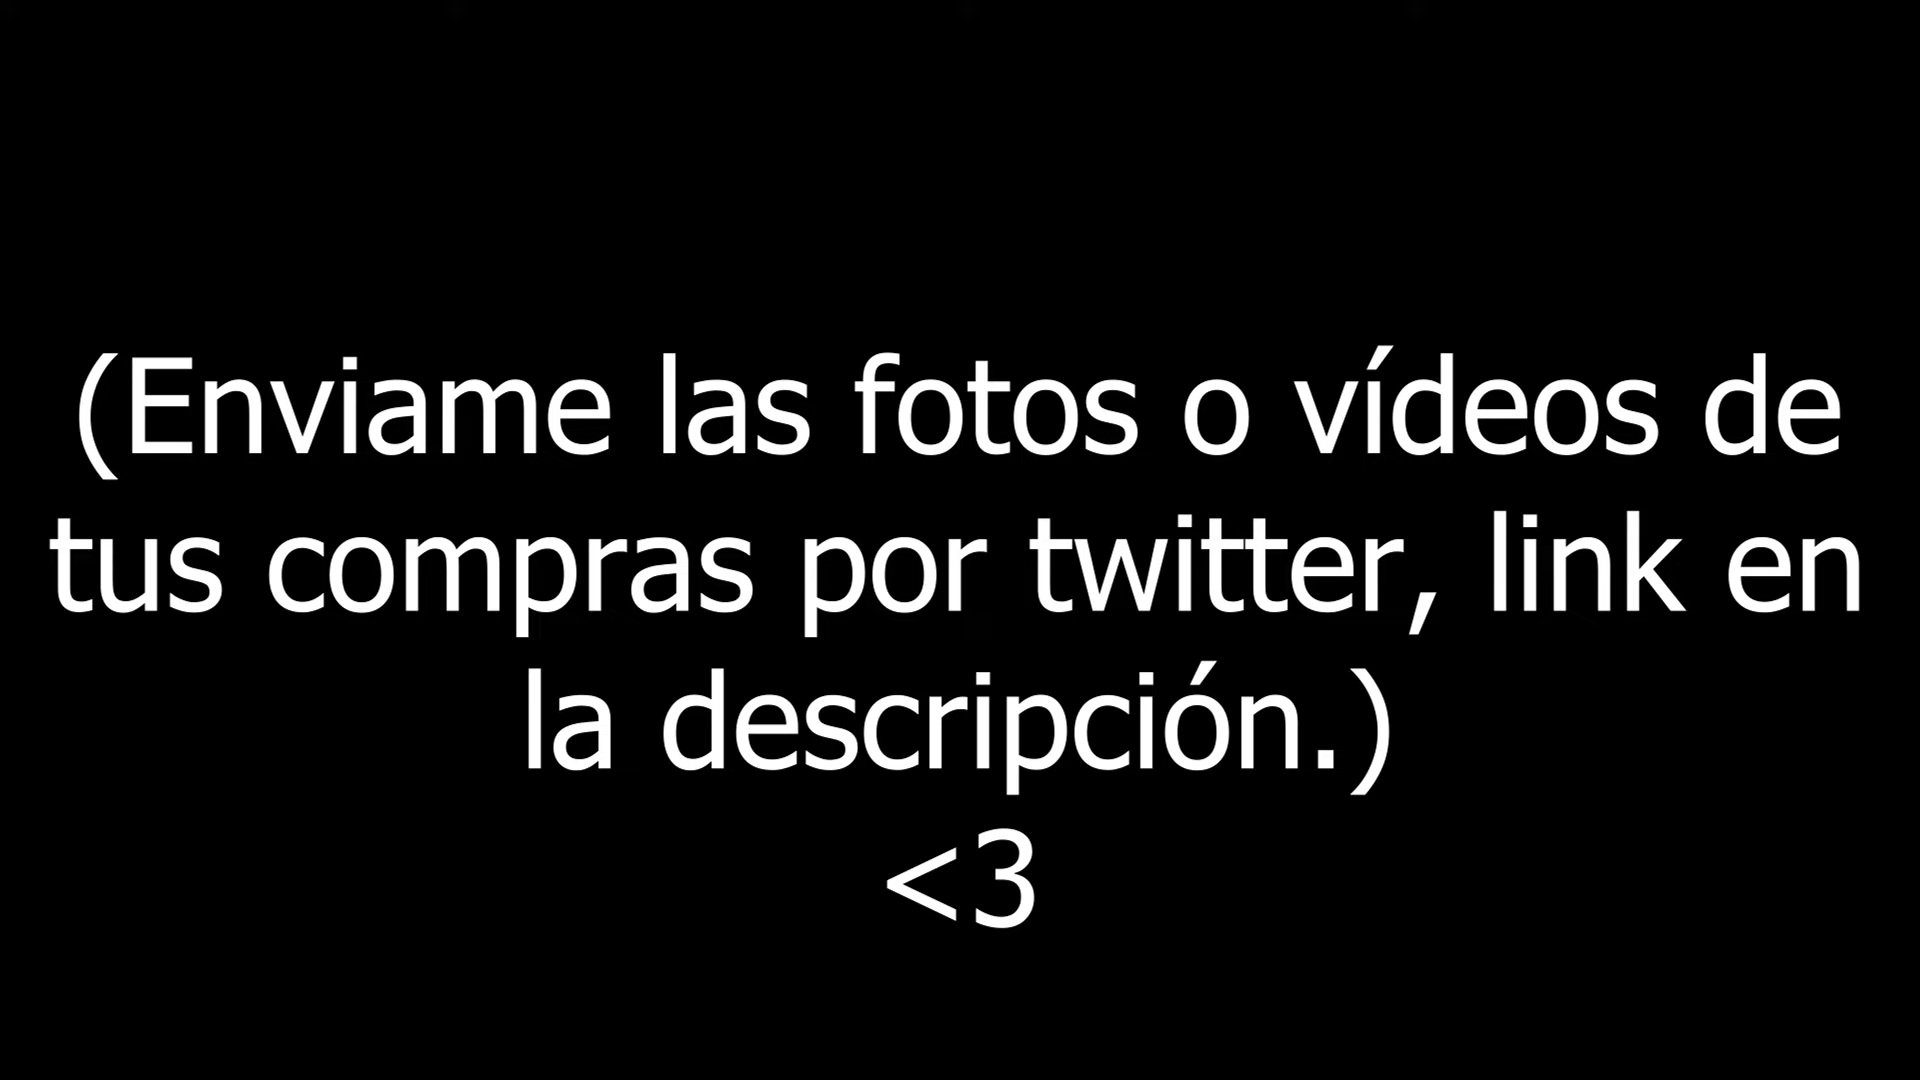 (Enviame las fotos o vídeos de
tus compras por twitter, link en
la descripción.)
<3